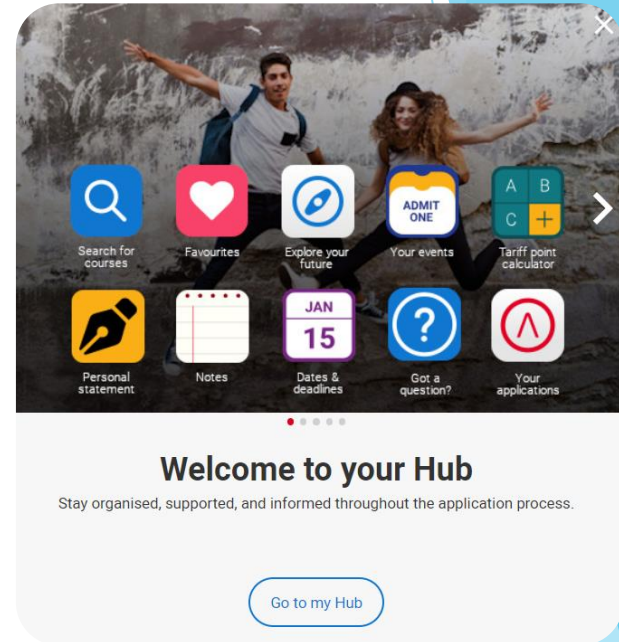 Search for
courses
Favourites
Explore your
future
ADMIT
ONE
Your events
A B
C +
Tariff point
calculator
Personal
statement
Notes
JAN
15
Dates &
deadlines
?
Got a
question?
Your
applications
Welcome to your Hub
Stay organised, supported, and informed throughout the application process.
Go to my Hub